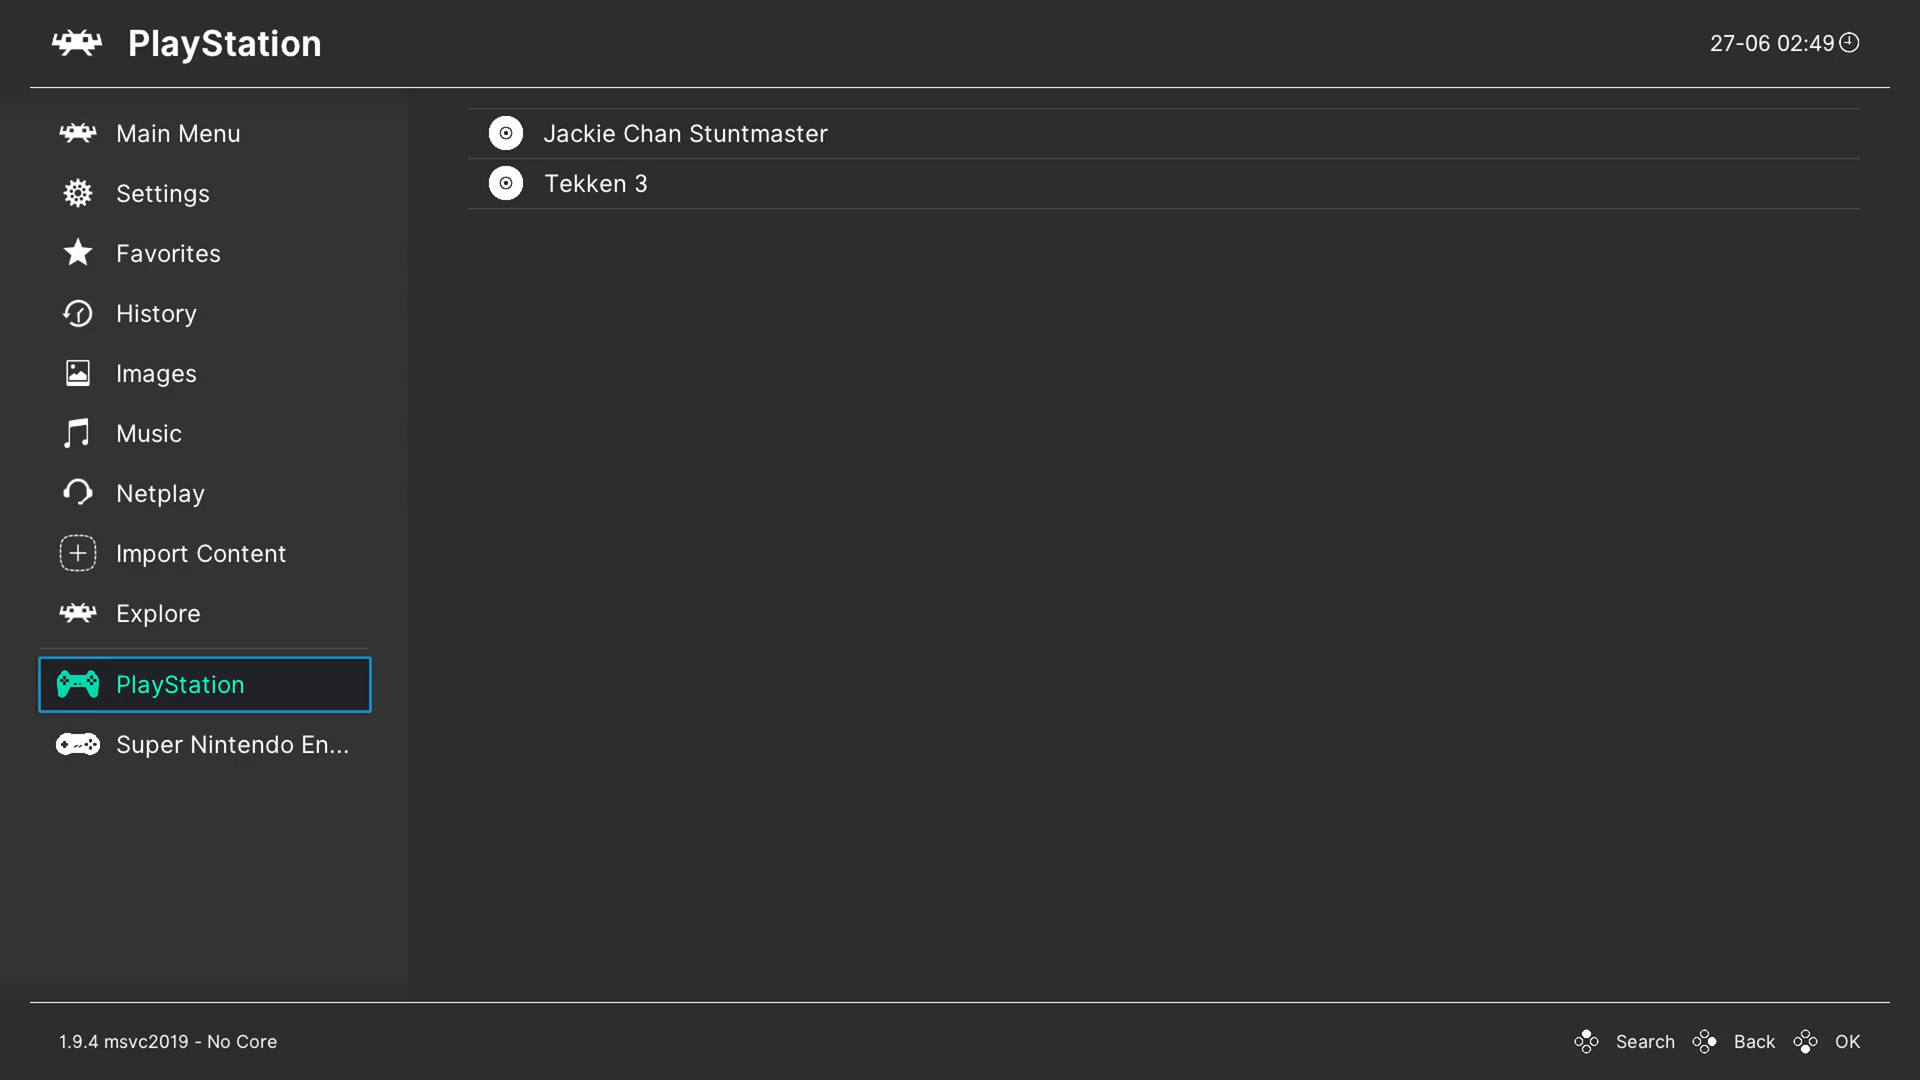 PlayStation
27-06 02:49
Main Menu
Settings
Favorites
History
Images
Music
Netplay
Import Content
Explore
PlayStation
Super Nintendo En...
Jackie Chan Stuntmaster
Tekken 3
1.9.4 msvc2019 - No Core
Search Back OK